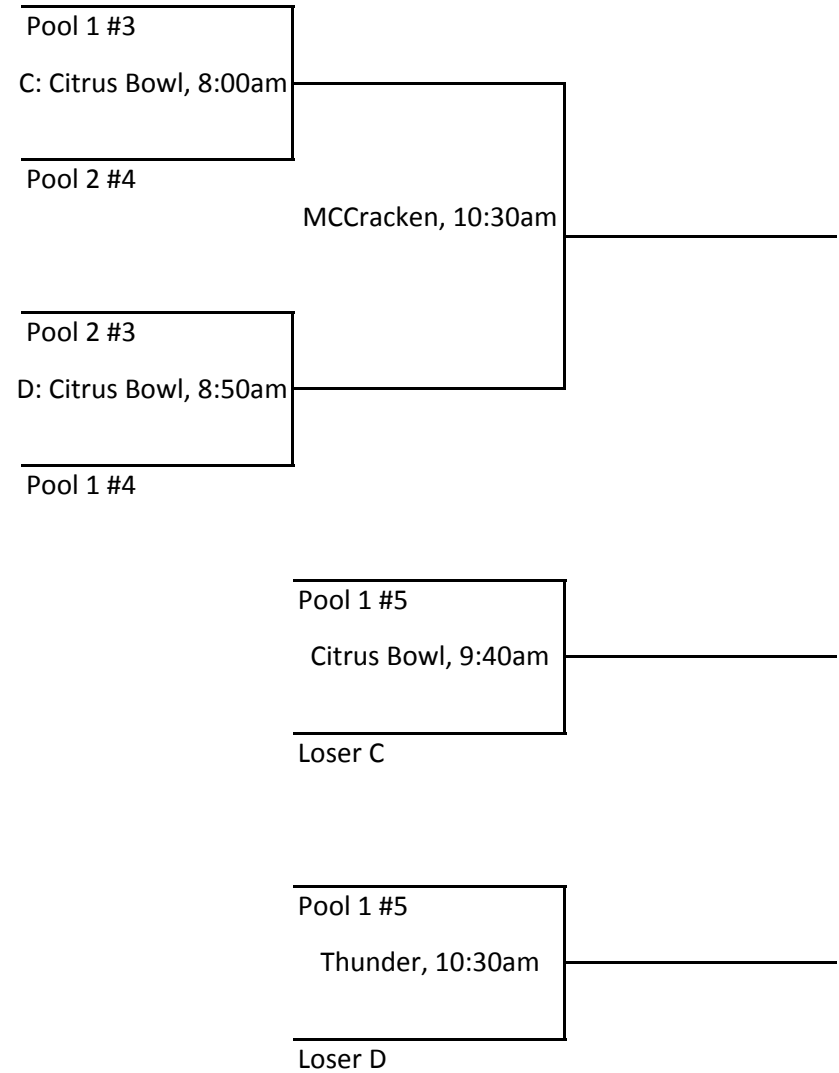 Pool 1 #3
C: Citrus Bowl, 8:00am
Pool 2 #4
MCCracken, 10:30am
Pool 2 #3
D: Citrus Bowl, 8:50am
Pool 1 #4
Pool 1 #5
Citrus Bowl, 9:40am
Loser C
Pool 1 #5
Thunder, 10:30am
Loser D